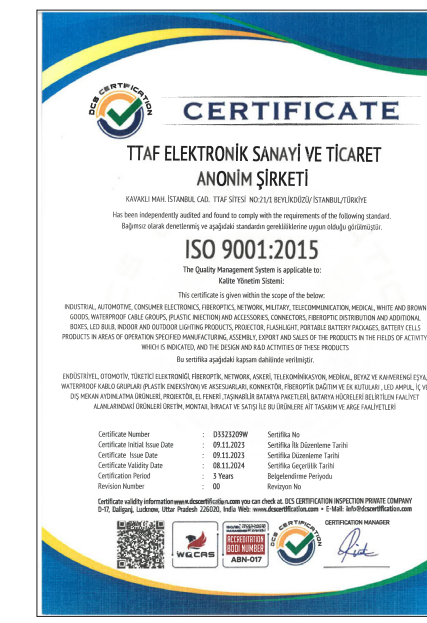 DCS CERTIFICATION
CERTIFICATE
TTAF ELEKTRONİK SANAYİ VE TİCARET
ANONİM ŞİRKETİ
KAVAKLI MAH. İSTANBUL CAD. TTAF SİTESİ NO:21/1 BEYLİKDÜZÜ/ İSTANBUL/TÜRKİYE
Has been independently audited and found to comply with the requirements of the following standard.
Bağımsız olarak denetlenmiş ve aşağıdaki standardın gerekliliklerine uygun olduğu görülmüştür.
ISO 9001:2015
The Quality Management System is applicable to:
Kalite Yönetim Sistemi:
This certificate is given within the scope of the below:
INDUSTRIAL, AUTOMOTIVE, CONSUMER ELECTRONICS, FIBEROPTICS, NETWORK, MILITARY, TELECOMMUNICATION, MEDICAL, WHITE AND BROWN
GOODS, WATERPROOF CABLE GROUPS, (PLASTIC INJECTION) AND ACCESSORIES, CONNECTORS, FIBEROPTIC DISTRIBUTION AND ADDITIONAL
BOXES, LED BULB, INDOOR AND OUTDOOR LIGHTING PRODUCTS, PROJECTOR, FLASHLIGHT, PORTABLE BATTERY PACKAGES, BATTERY CELLS
PRODUCTS IN AREAS OF OPERATION SPECIFIED MANUFACTURING, ASSEMBLY, EXPORT AND SALES OF THE PRODUCTS IN THE FIELDS OF ACTIVITY
WHICH IS INDICATED, AND THE DESIGN AND R&D ACTIVITIES OF THESE PRODUCTS
Bu sertifika aşağıdaki kapsam dahilinde verilmiştir.
ENDÜSTRİYEL, OTOMOTİV, TÜKETİCİ ELEKTRONİĞİ, FİBEROPTİK, NETWORK, ASKERİ, TELEKOMİNİKASYON, MEDİKAL, BEYAZ VE KAHVERENGİ EŞYA,
WATERPROOF KABLO GRUPLARI (PLASTİK ENJEKSİYON) VE AKSESUARLARI, KONNEKTÖR, FİBEROPTİK DAĞITIM VE EK KUTULARI , LED AMPUL, İÇ VE
DIŞ MEKAN AYDINLATMA ÜRÜNLERİ, PROJEKTÖR, EL FENERİ ,TAŞINABİLİR BATARYA PAKETLERİ, BATARYA HÜCRELERİ BELİRTİLEN FAALİYET
ALANLARINDAKİ ÜRÜNLERİ ÜRETİM, MONTAJ, İHRACAT VE SATIŞI İLE BU ÜRÜNLERE AİT TASARIM VE ARGE FAALİYETLERİ
Certificate Number : D3323209W Sertifika No
Certificate Initial Issue Date : 09.11.2023 Sertifika İlk Düzenleme Tarihi
Certificate Issue Date : 09.11.2023 Sertifika Düzenleme Tarihi
Certificate Validity Date : 08.11.2024 Sertifika Geçerlilik Tarihi
Certification Period : 3 Years Belgelendirme Periyodu
Revision Number : 00 Revizyon No
Certificate validity information www.dcscertification.com you can check at. DCS CERTIFICATION INSPECTION PRIVATE COMPANY
D-17, Daliganj, Lucknow, Uttar Pradesh 226020, India Web: www.dcscertification.com • E-Mail: info@dcscertification.com
WGCAS
ACCREDITATION
BODI NUMBER
ABN-017
DCS CERTIFICATION
CERTIFICATION MANAGER